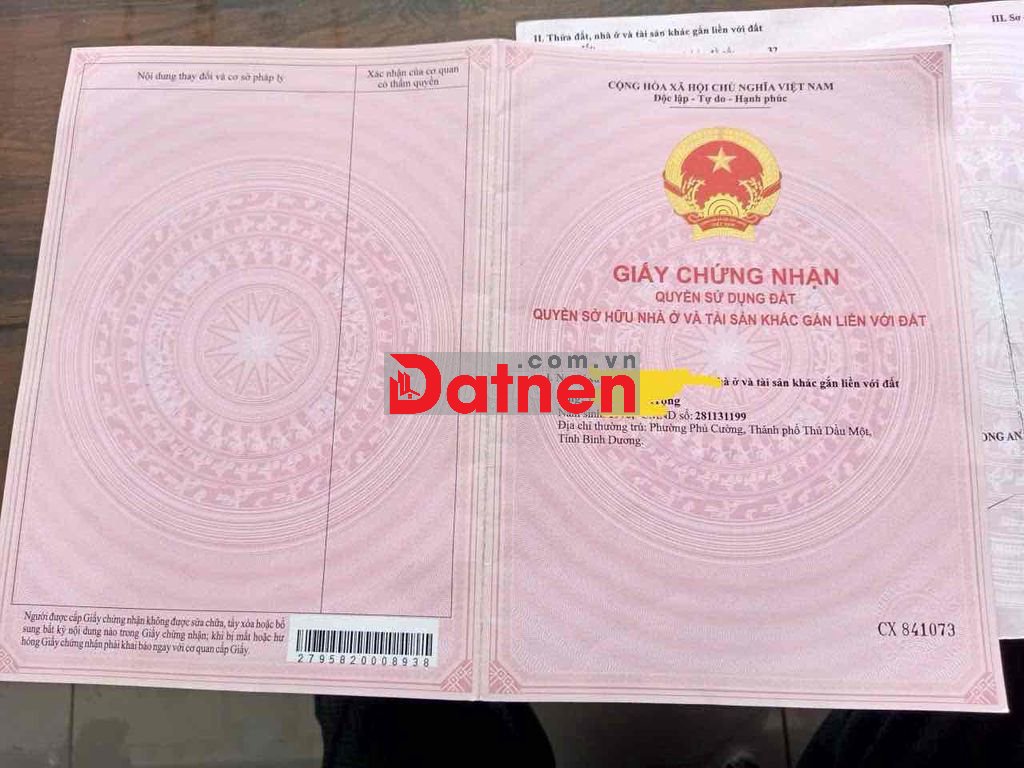 II. Thửa đất, nhà ở và tài sản khác gắn liền với đất
III. Sơ
37
Nội dung thay đổi và cơ sở pháp lý
Xác nhận của cơ quan
có thẩm quyền
CỘNG HÒA XÃ HỘI CHỦ NGHĨA VIỆT NAM
Độc lập - Tự do - Hạnh phúc
GIẤY CHỨNG NHẬN
QUYỀN SỬ DỤNG ĐẤT
QUYỀN SỞ HỮU NHÀ Ở VÀ TÀI SẢN KHÁC GẮN LIỀN VỚI ĐẤT
.com.vn
Datnen
nhà ở và tài sản khác gắn liền với đất
Trọng
Năm sinh: số: 281131199
Địa chỉ thường trú: Phường Phú Cường, Thành phố Thủ Dầu Một,
Tỉnh Bình Dương.
ONG AN
Người được cấp Giấy chứng nhận không được sửa chữa, tẩy xóa hoặc bổ
sung bất kỳ nội dung nào trong Giấy chứng nhận; khi bị mất hoặc hư
hỏng Giấy chứng nhận phải khai báo ngay với cơ quan cấp Giấy.
2795820008938
CX 841073